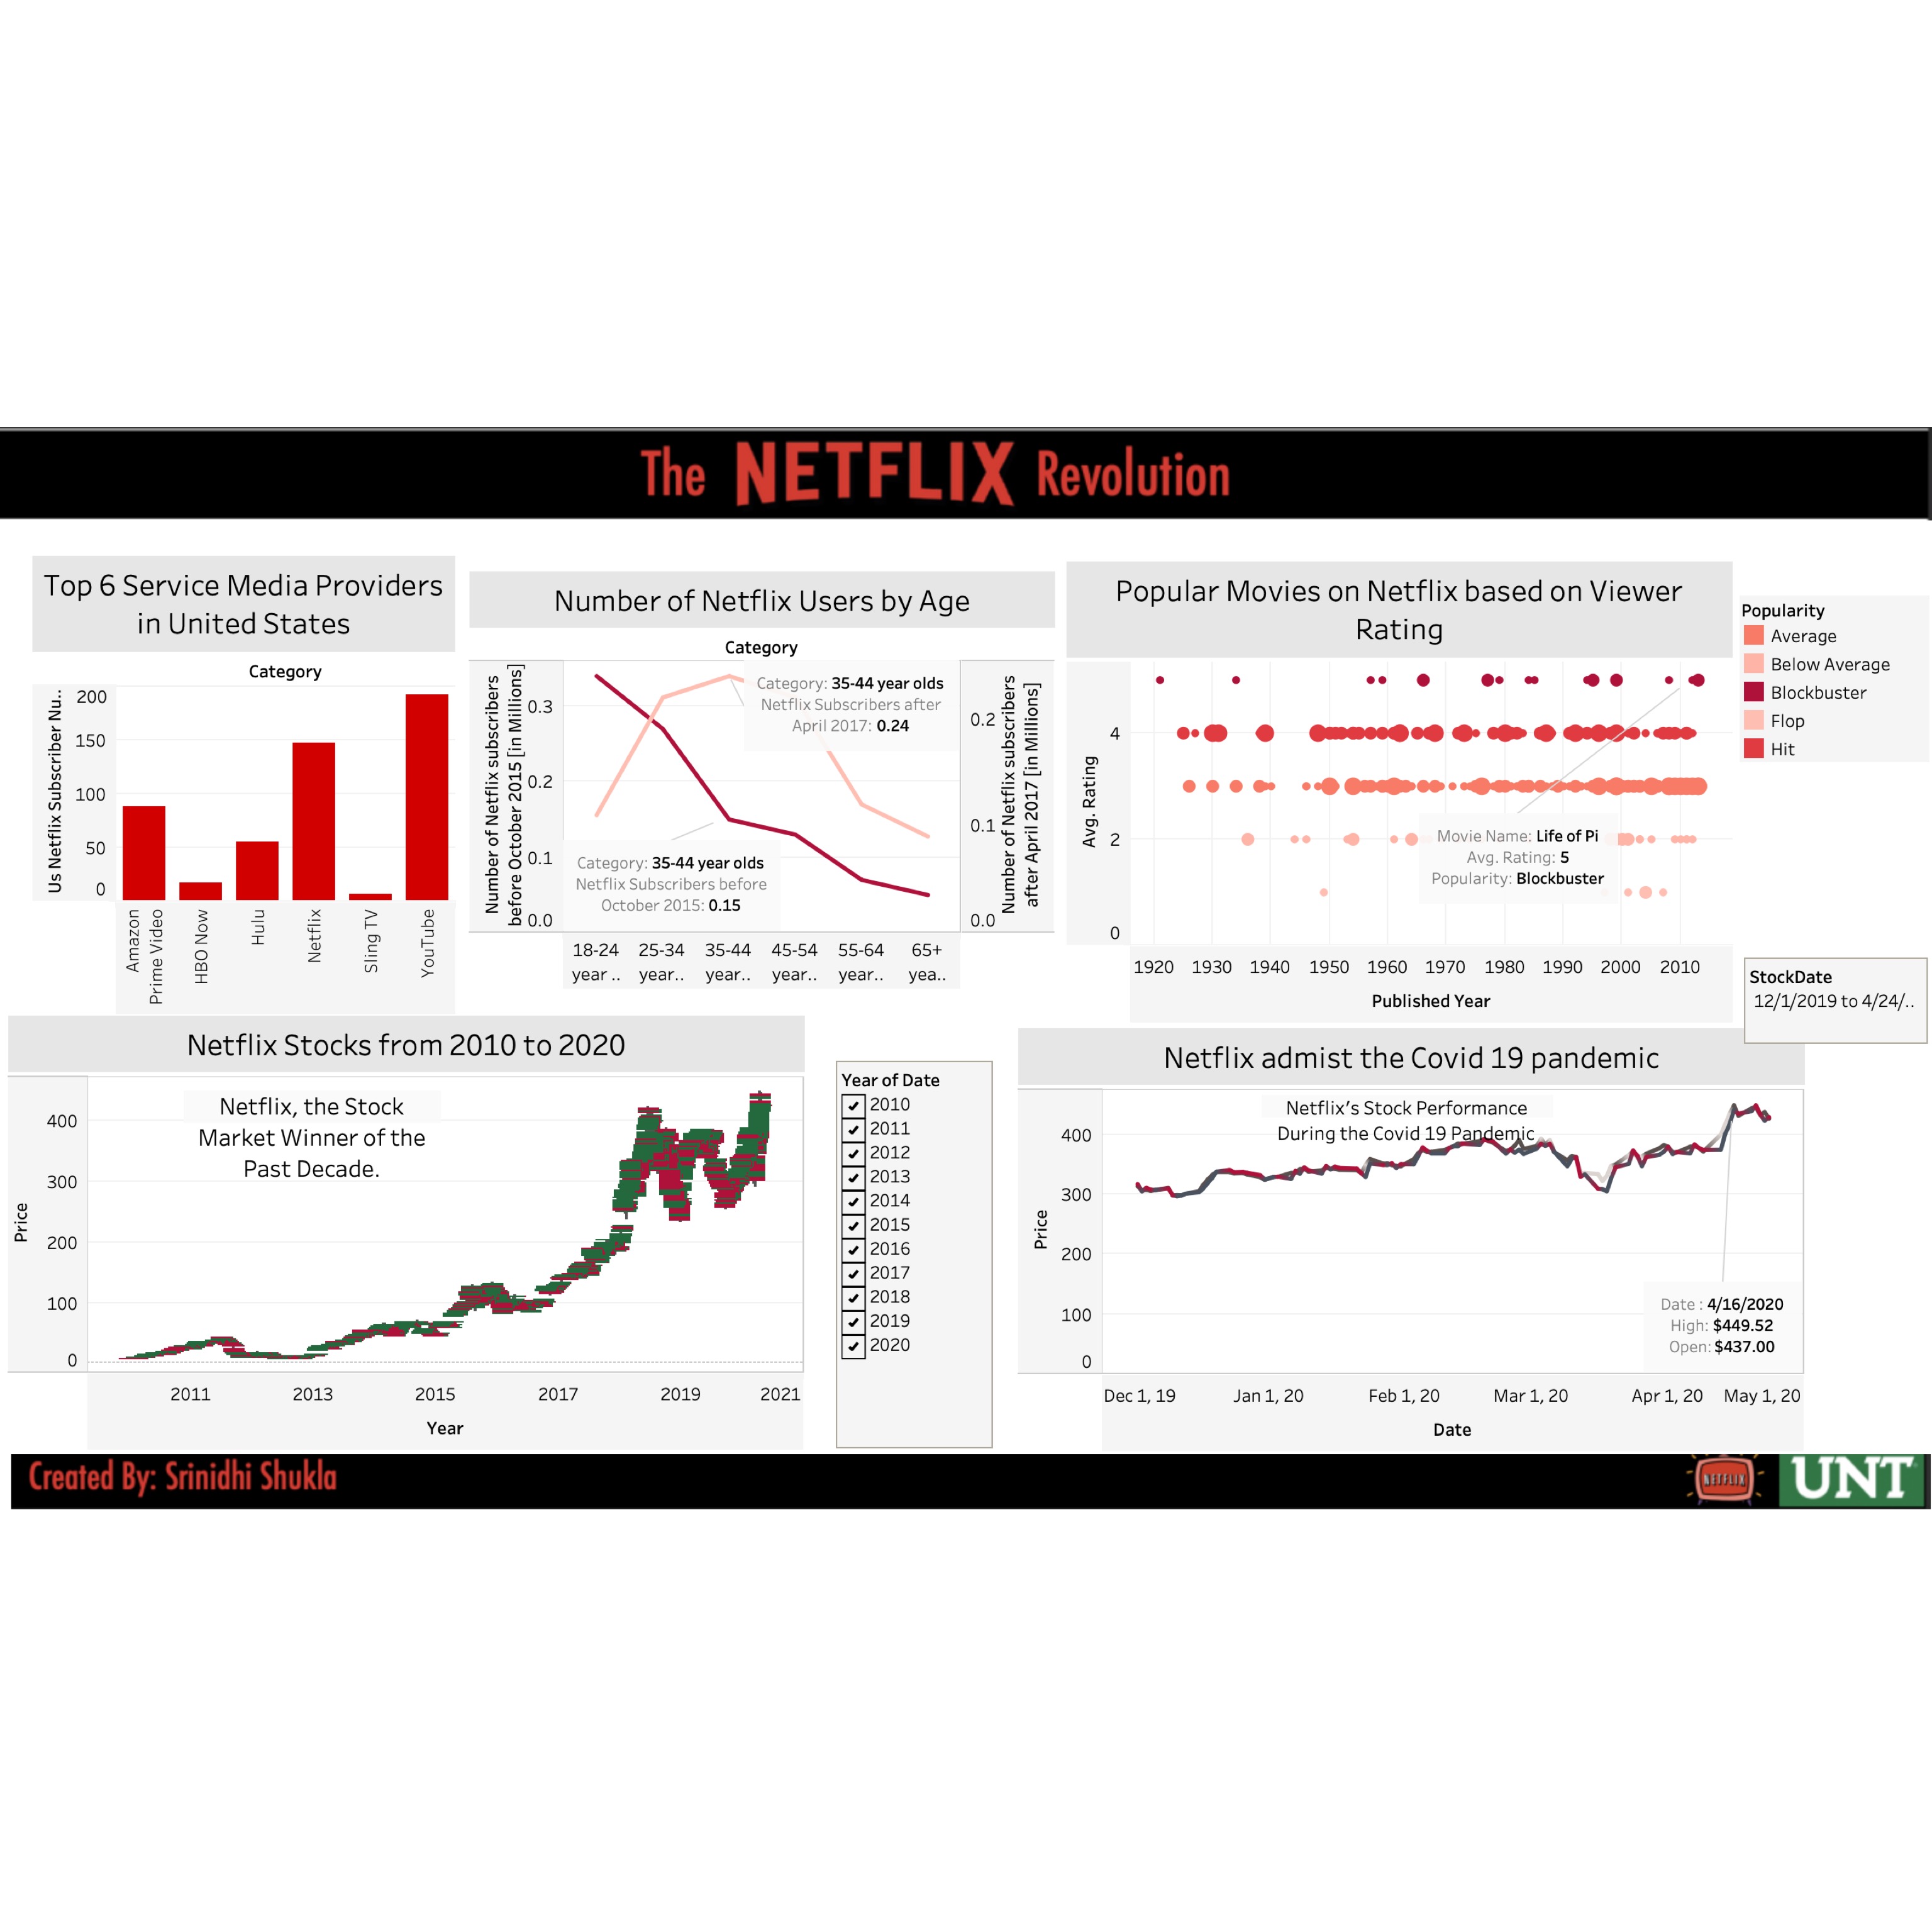 The NETFLIX Revolution
Top 6 Service Media Providers
in United States
Category
Us Netflix Subscriber Nu..
200
150
100
50
0
Amazon
Prime Video
HBO Now
Hulu
Netflix
Sling TV
YouTube
Number of Netflix Users by Age
Category
Number of Netflix subscribers
before October 2015 [in Millions]
0.3
0.2
0.1
0.0
Category: 35-44 year olds
Netflix Subscribers after
April 2017: 0.24
Category: 35-44 year olds
Netflix Subscribers before
October 2015: 0.15
0.2
0.1
0.0
Number of Netflix subscribers
after April 2017 [in Millions]
18-24
year ..
25-34
year..
35-44
year..
45-54
year..
55-64
year..
65+
yea..
Popular Movies on Netflix based on Viewer
Rating
Avg. Rating
4
2
0
Movie Name: Life of Pi
Avg. Rating: 5
Popularity: Blockbuster
1920 1930 1940 1950 1960 1970 1980 1990 2000 2010
Published Year
Popularity
Average
Below Average
Blockbuster
Flop
Hit
StockDate
12/1/2019 to 4/24/..
Netflix Stocks from 2010 to 2020
Netflix, the Stock
Market Winner of the
Past Decade.
Price
400
300
200
100
0
2011 2013 2015 2017 2019 2021
Year
Year of Date
2010
2011
2012
2013
2014
2015
2016
2017
2018
2019
2020
Netflix admist the Covid 19 pandemic
Netflix's Stock Performance
During the Covid 19 Pandemic
Price
400
300
200
100
0
Date : 4/16/2020
High: $449.52
Open: $437.00
Dec 1, 19 Jan 1, 20 Feb 1, 20 Mar 1, 20 Apr 1, 20 May 1, 20
Date
Created By: Srinidhi Shukla
NETFLIX
UNT